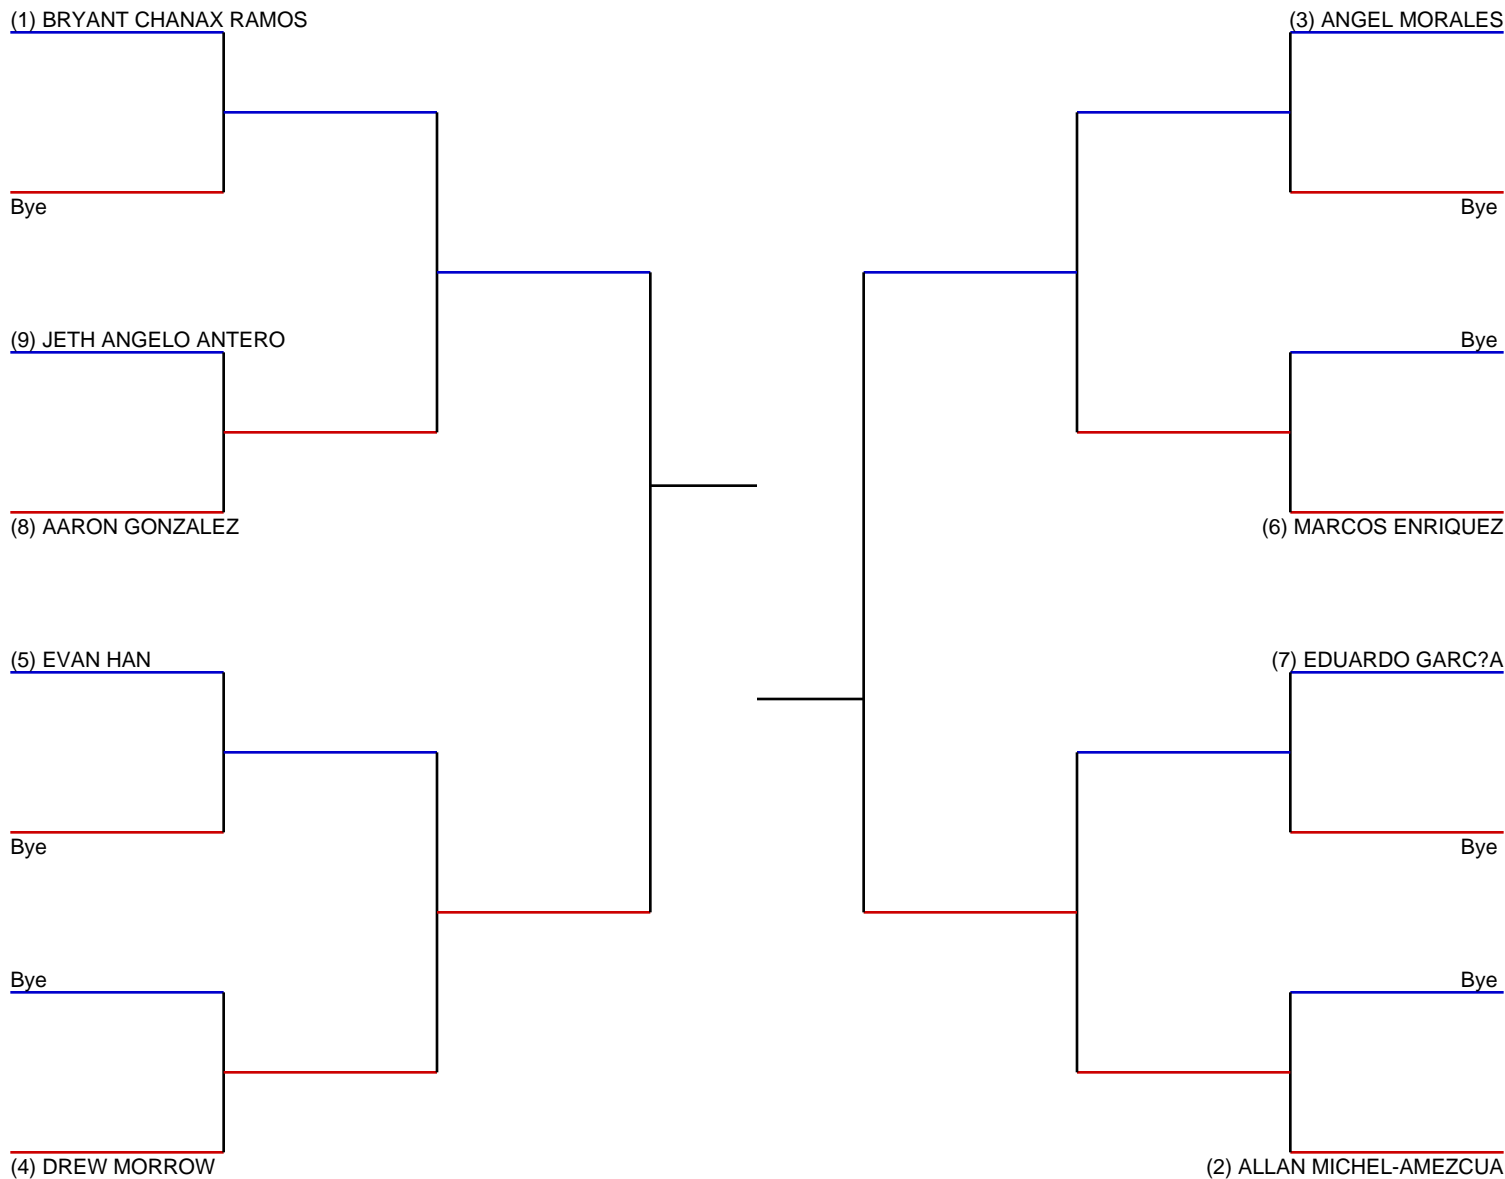 (1) BRYANT CHANAX RAMOS
Bye
(9) JETH ANGELO ANTERO
(8) AARON GONZALEZ
(5) EVAN HAN
Bye
Bye
(4) DREW MORROW
(3) ANGEL MORALES
Bye
Bye
(6) MARCOS ENRIQUEZ
(7) EDUARDO GARC?A
Bye
Bye
(2) ALLAN MICHEL-AMEZCUA